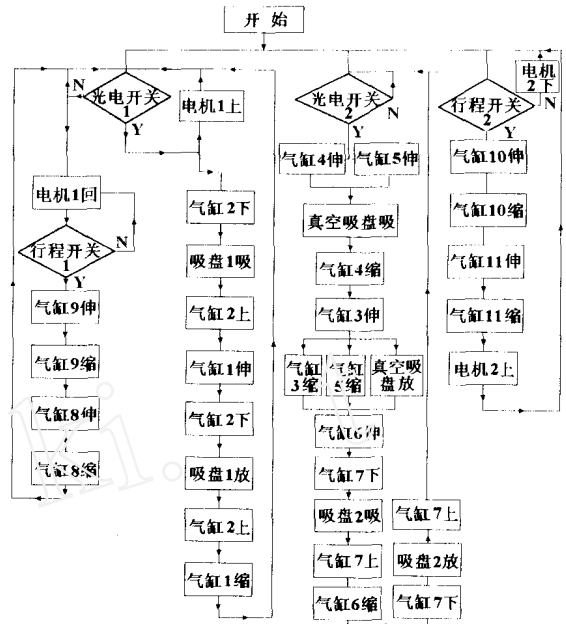 开始
光电开关
1
N
Y
电机1上
光电开关
2
N
Y
行程开关
2
N
Y
电机
2下
电机1回
行程开关
1
N
Y
气缸9伸
气缸9缩
气缸8伸
气缸8缩
气缸2下
吸盘1吸
气缸2上
气缸1伸
气缸2下
吸盘1放
气缸2上
气缸1缩
气缸4伸
气缸5伸
真空吸盘吸
气缸4缩
气缸3伸
气缸
3缩
气缸
5缩
真空吸
盘放
气缸6伸
气缸7下
吸盘2吸
气缸7上
气缸6缩
气缸7上
吸盘2放
气缸7下
气缸10伸
气缸10缩
气缸11伸
气缸11缩
电机2上
ki.